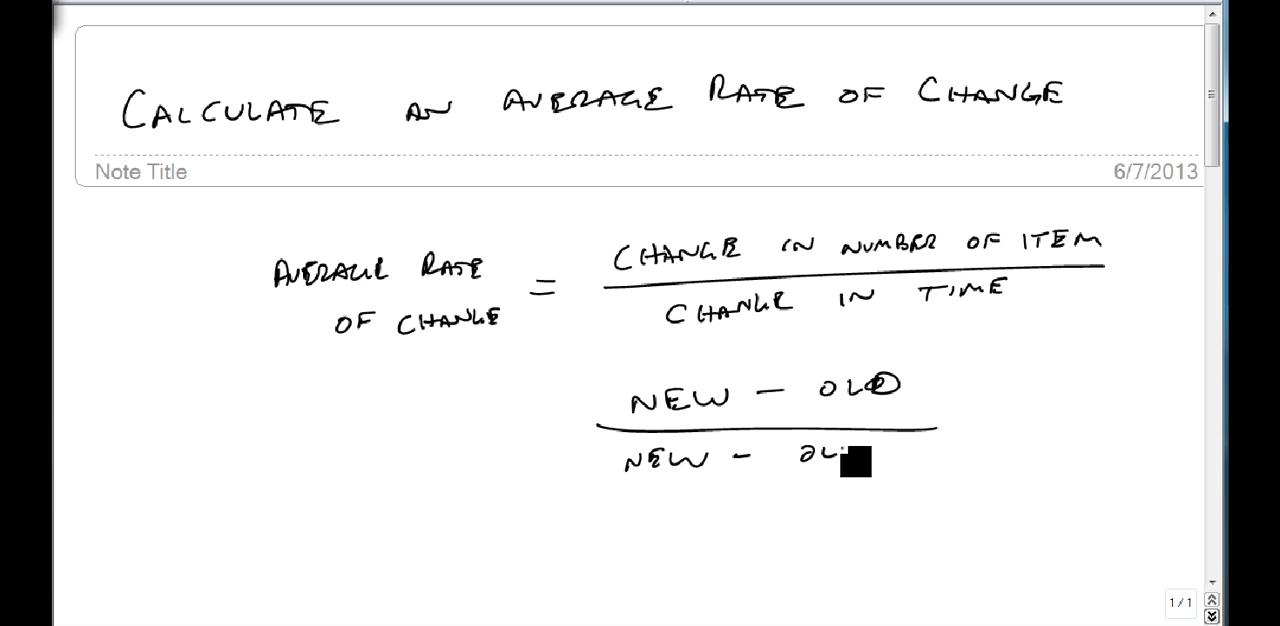 CALCULATE AN AVERAGE RATE OF CHANGE
Note Title
6/7/2013
AVERAGE RATE OF CHANGE = CHANGE IN NUMBER OF ITEM
CHANGE IN TIME
NEW - OLD
NEW -
1/1